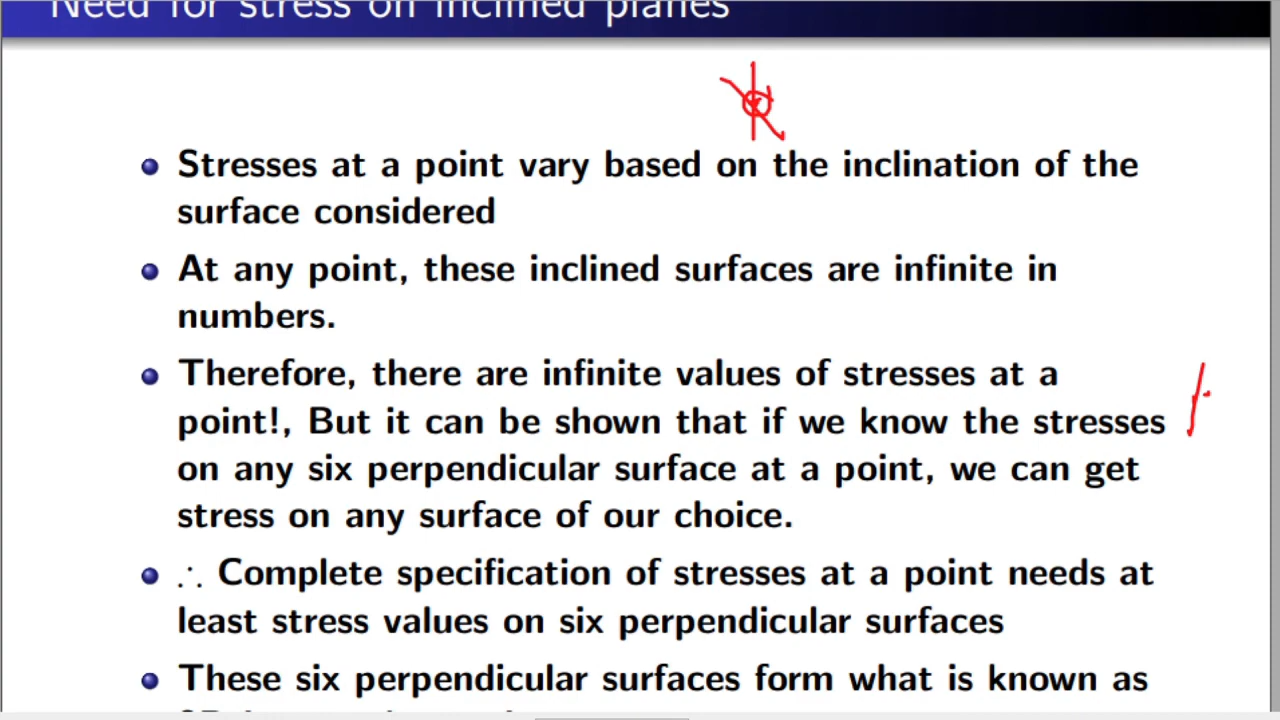 Need for stress on inclined planes
Stresses at a point vary based on the inclination of the
surface considered
At any point, these inclined surfaces are infinite in
numbers.
Therefore, there are infinite values of stresses at a
point!, But it can be shown that if we know the stresses
on any six perpendicular surface at a point, we can get
stress on any surface of our choice.
∴ Complete specification of stresses at a point needs at
least stress values on six perpendicular surfaces
These six perpendicular surfaces form what is known as